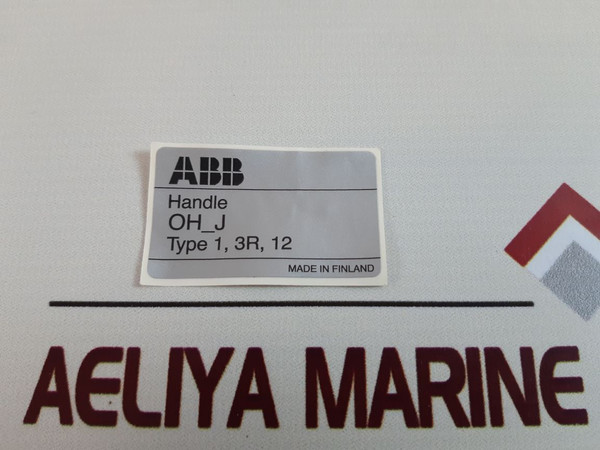 ABB
Handle
OH_J
Type 1, 3R, 12
MADE IN FINLAND
AELIYA MARINE